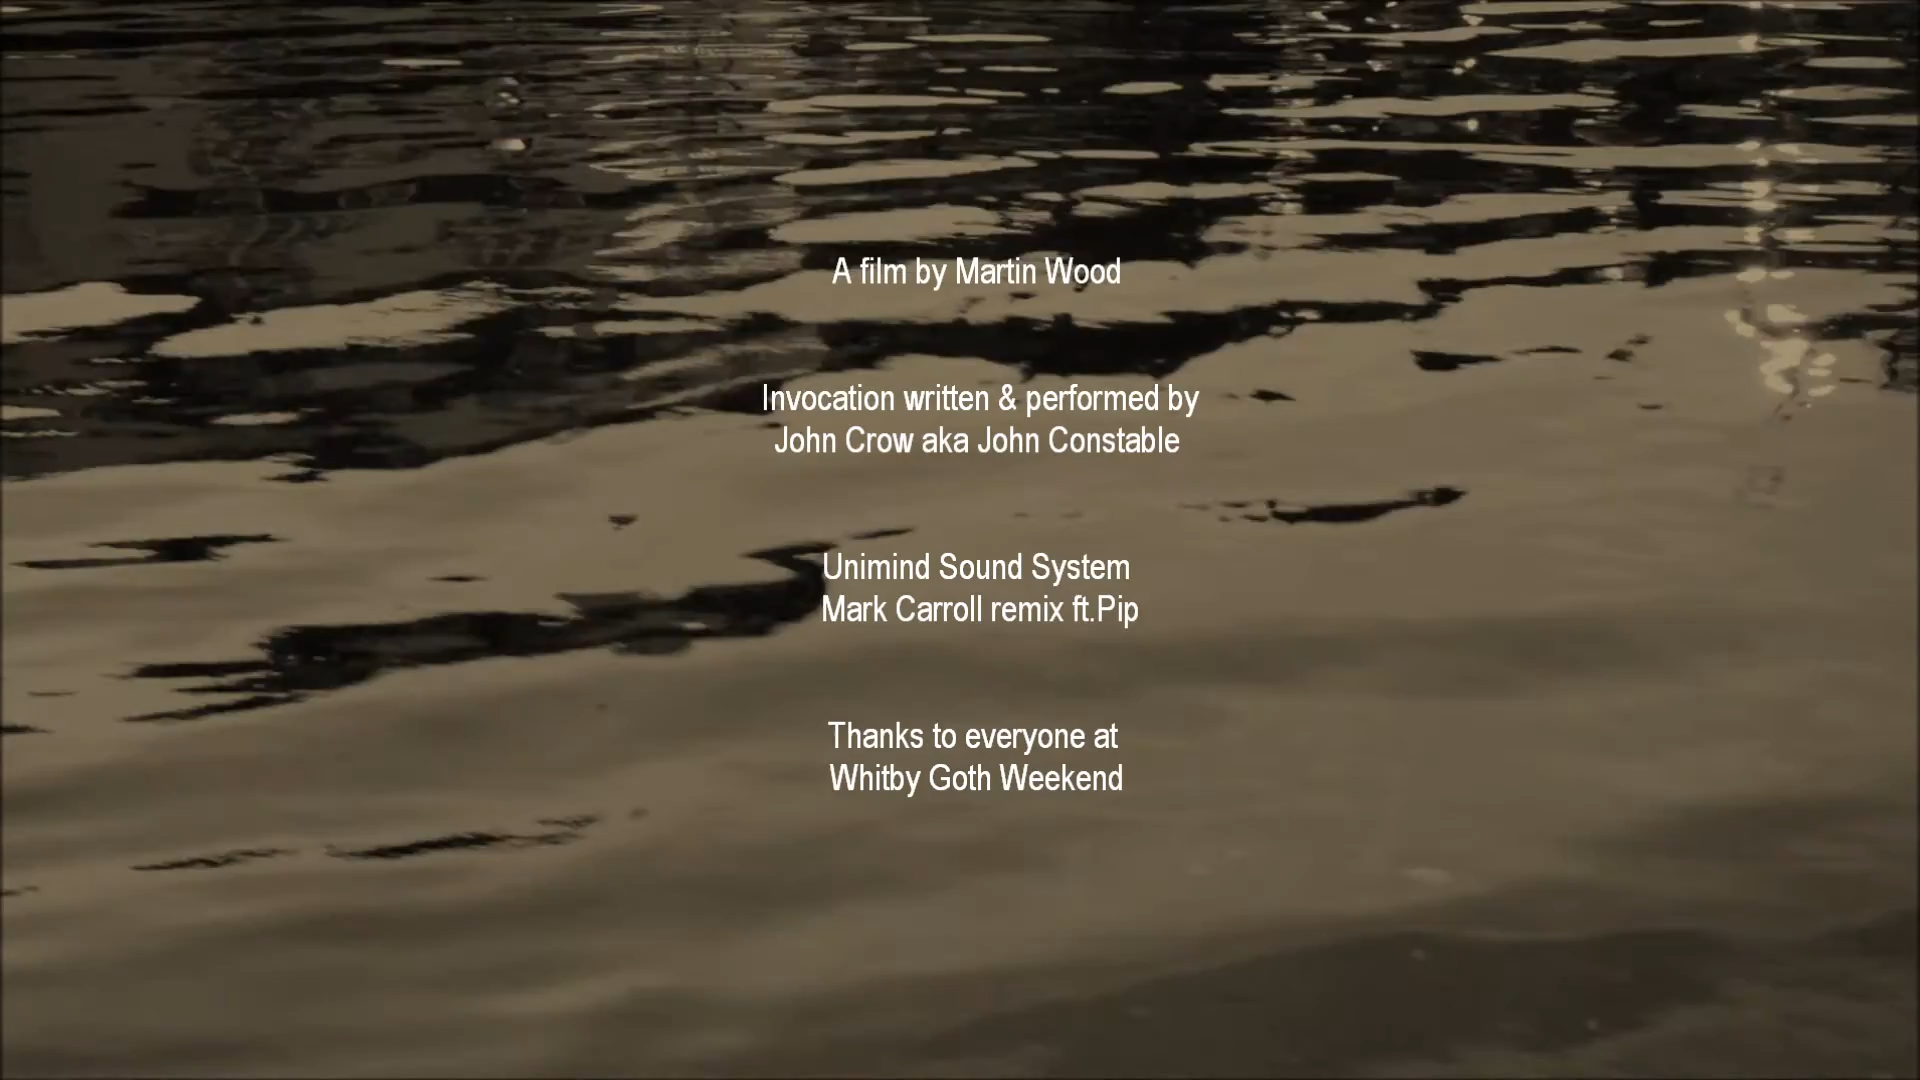 A film by Martin Wood
Invocation written & performed by
John Crow aka John Constable
Unimind Sound System
Mark Carroll remix ft.Pip
Thanks to everyone at
Whitby Goth Weekend